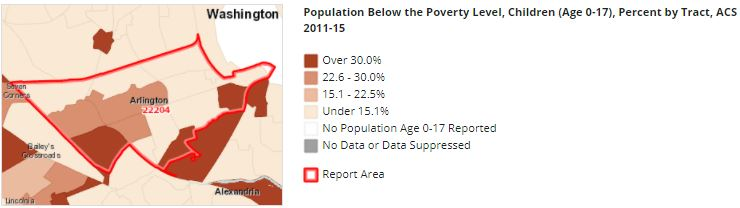 Washington
Seven
Corners
Arlington
22204
Bailey's
Crossroads
Alexandria
Lincolnia
Population Below the Poverty Level, Children (Age 0-17), Percent by Tract, ACS
2011-15
Over 30.0%
22.6 - 30.0%
15.1 - 22.5%
Under 15.1%
No Population Age 0-17 Reported
No Data or Data Suppressed
Report Area